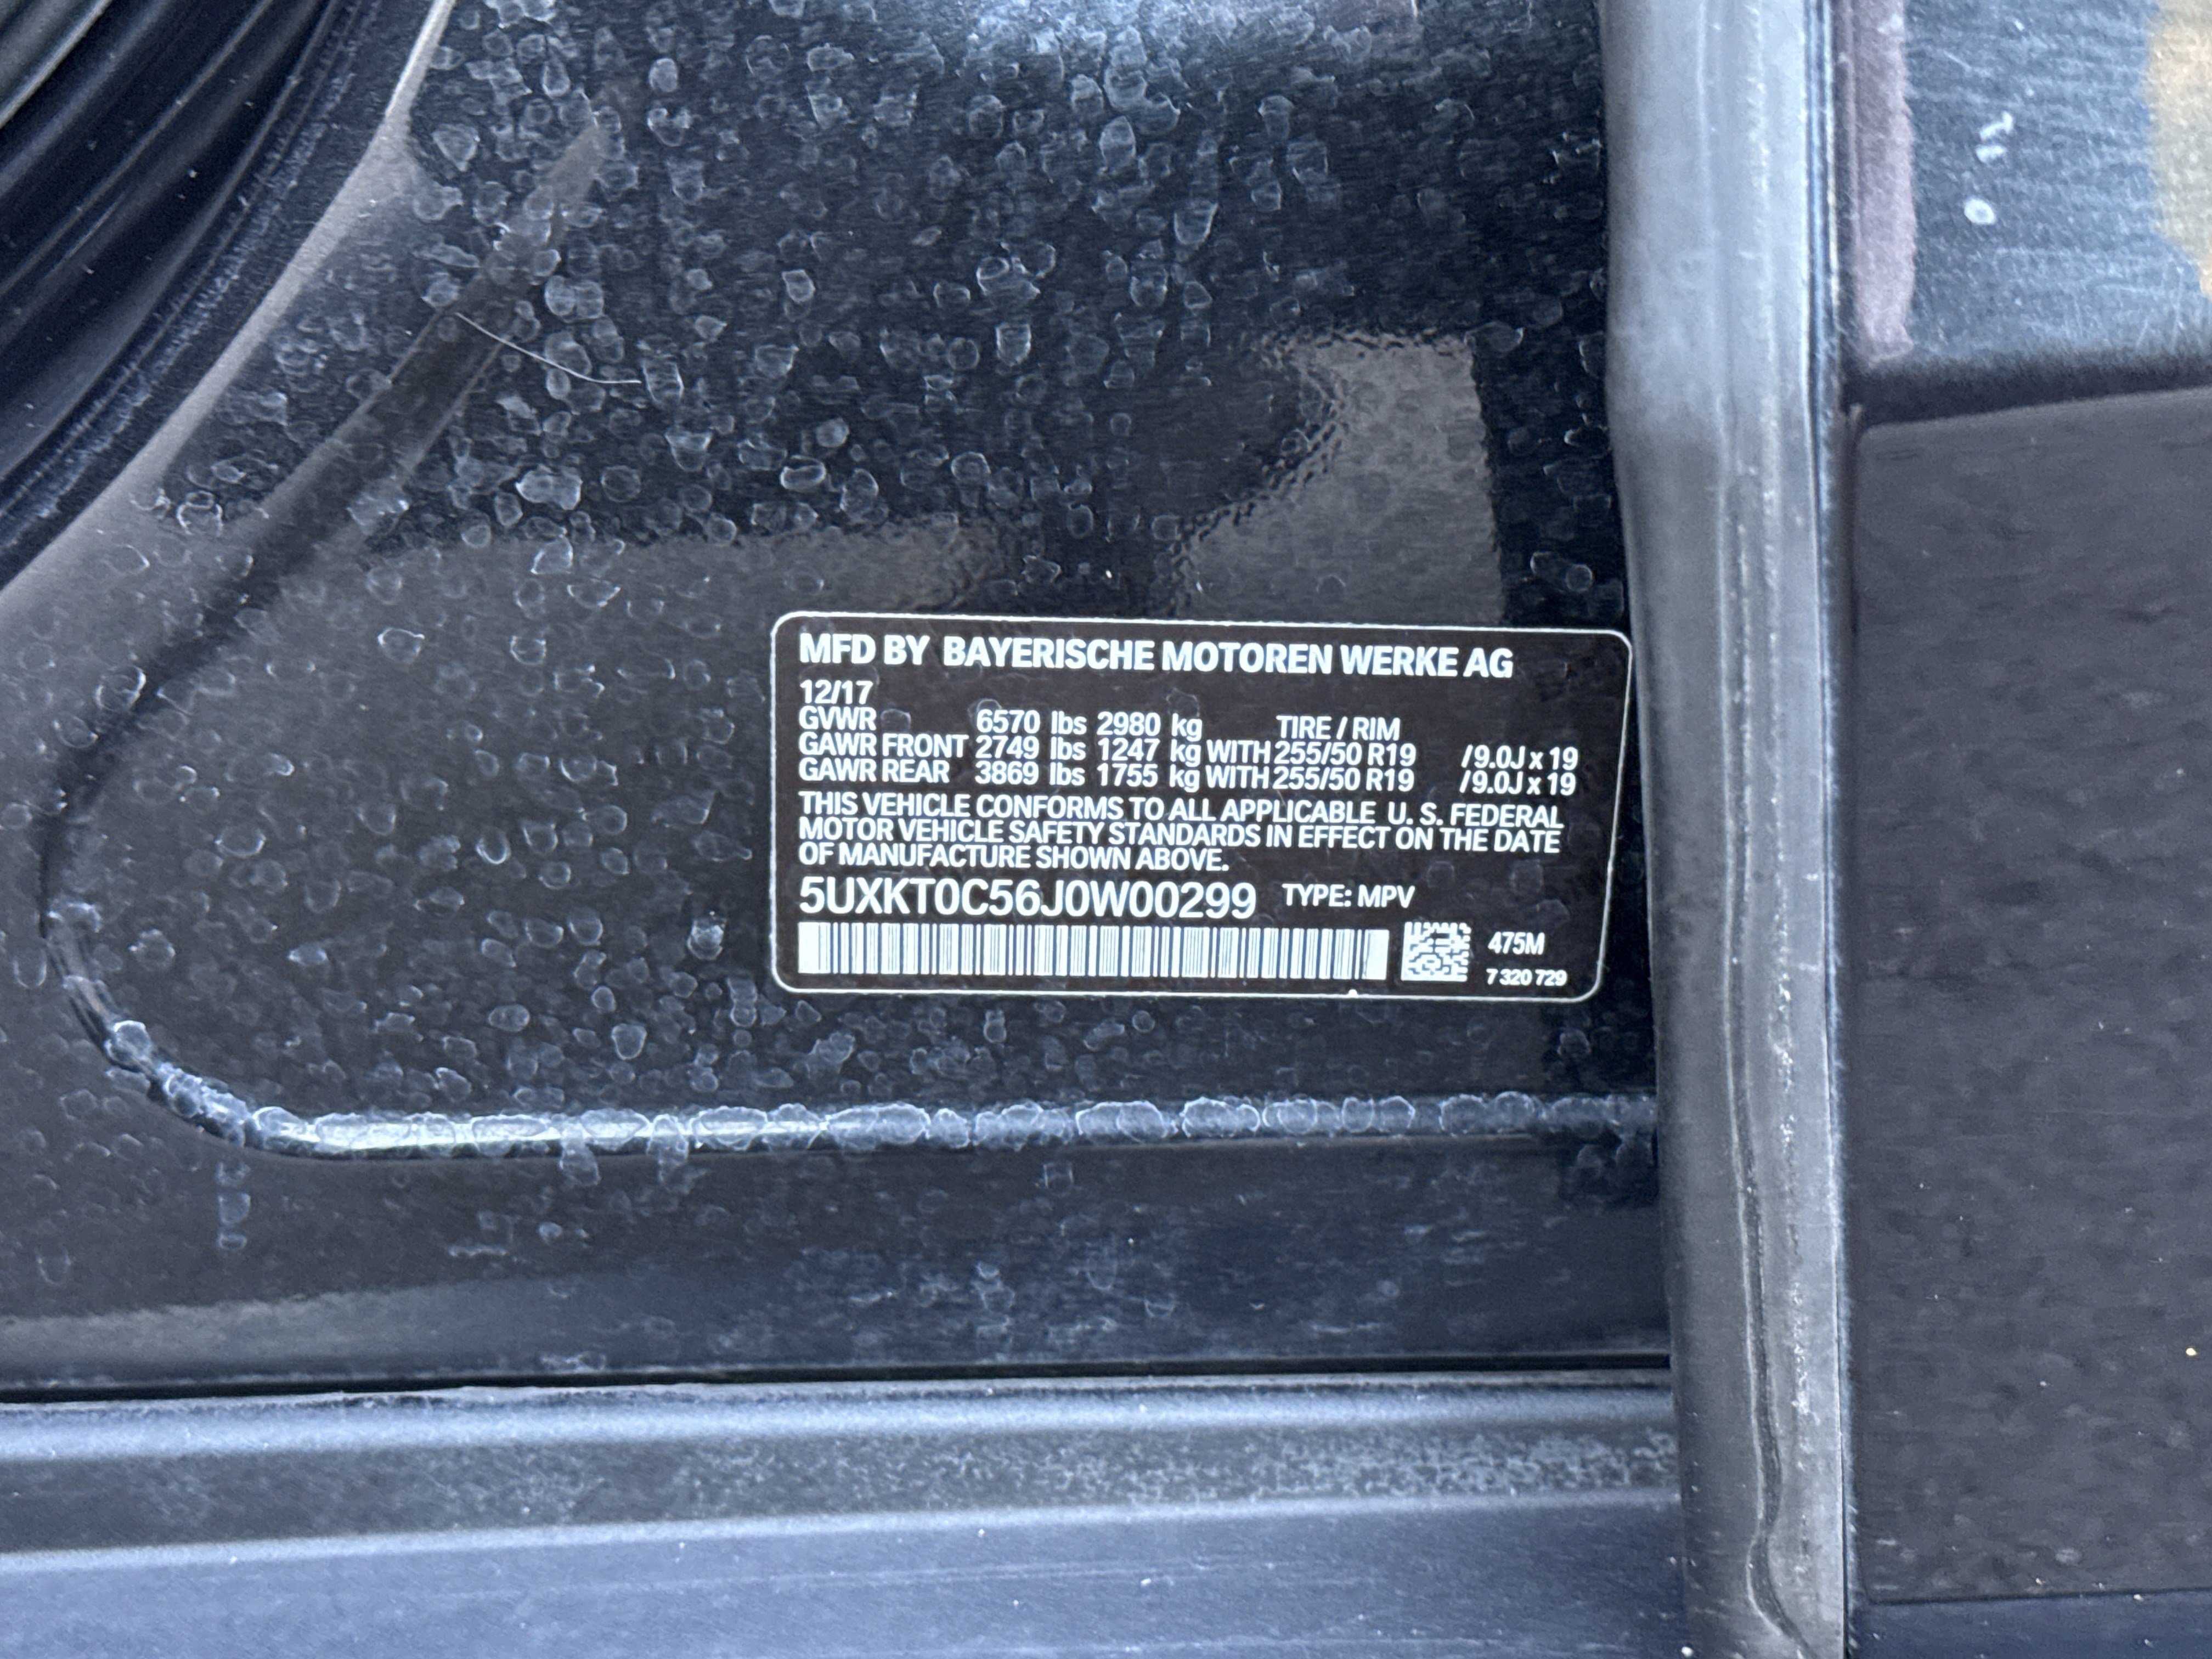 MFD BY BAYERISCHE MOTOREN WERKE AG
12/17
GVWR 6570 lbs 2980 kg TIRE / RIM
GAWR FRONT 2749 lbs 1247 kg WITH 255/50 R19 /9.0J x 19
GAWR REAR 3869 lbs 1755 kg WITH 255/50 R19 /9.0J x 19
THIS VEHICLE CONFORMS TO ALL APPLICABLE U. S. FEDERAL
MOTOR VEHICLE SAFETY STANDARDS IN EFFECT ON THE DATE
OF MANUFACTURE SHOWN ABOVE.
5UXKT0C56J0W00299 TYPE: MPV
475M
7 320 729